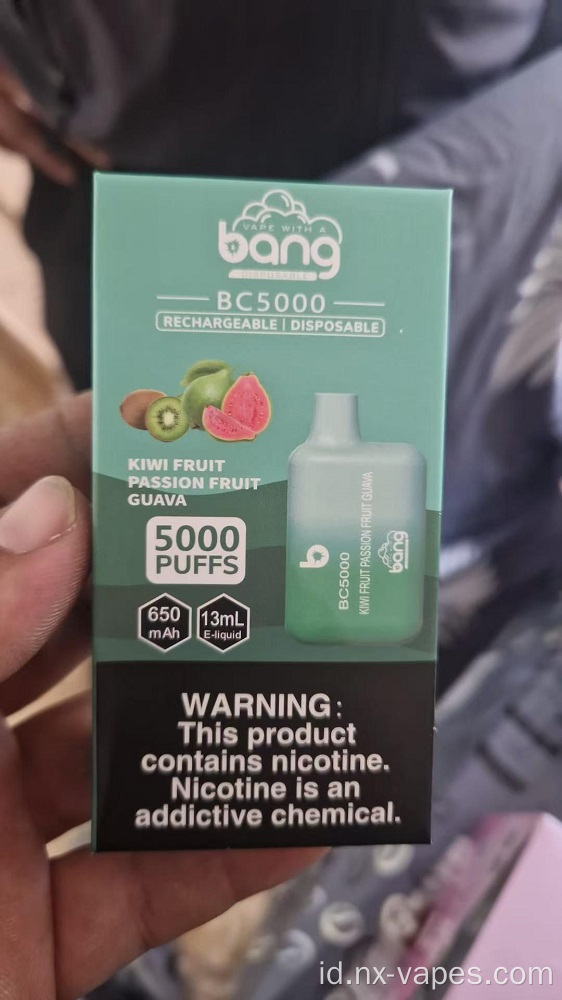 VAPE WITH A
bang
DISPOSABLE
BC5000
RECHARGEABLE | DISPOSABLE
KIWI FRUIT
PASSION FRUIT
GUAVA
5000
PUFFS
650
mAh
13mL
E-liquid
b
BC5000
KIWI FRUIT PASSION FRUIT GUAVA
bang
WARNING:
This product
contains nicotine.
Nicotine is an
addictive chemical.
id.nx-vapes.com